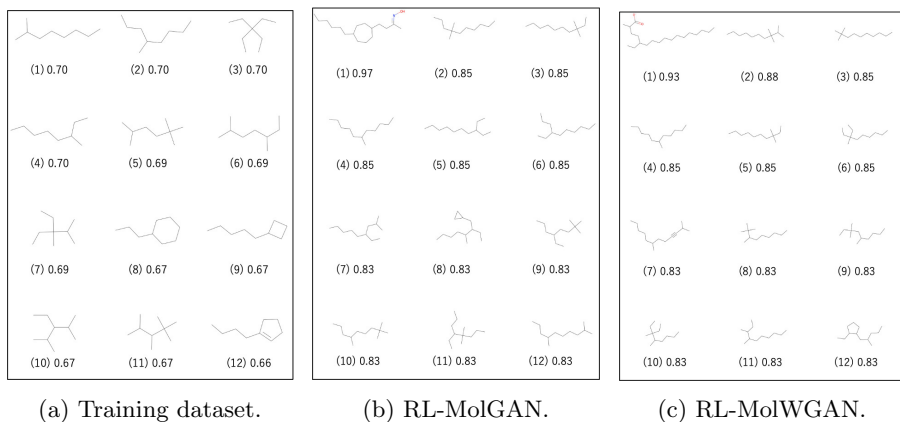 (1) 0.70 (2) 0.70 (3) 0.70
(4) 0.70 (5) 0.69 (6) 0.69
(7) 0.69 (8) 0.67 (9) 0.67
(10) 0.67 (11) 0.67 (12) 0.66
(a) Training dataset.
(1) 0.97 (2) 0.85 (3) 0.85
(4) 0.85 (5) 0.85 (6) 0.85
(7) 0.83 (8) 0.83 (9) 0.83
(10) 0.83 (11) 0.83 (12) 0.83
(b) RL-MolGAN.
(1) 0.93 (2) 0.88 (3) 0.85
(4) 0.85 (5) 0.85 (6) 0.85
(7) 0.83 (8) 0.83 (9) 0.83
(10) 0.83 (11) 0.83 (12) 0.83
(c) RL-MolWGAN.